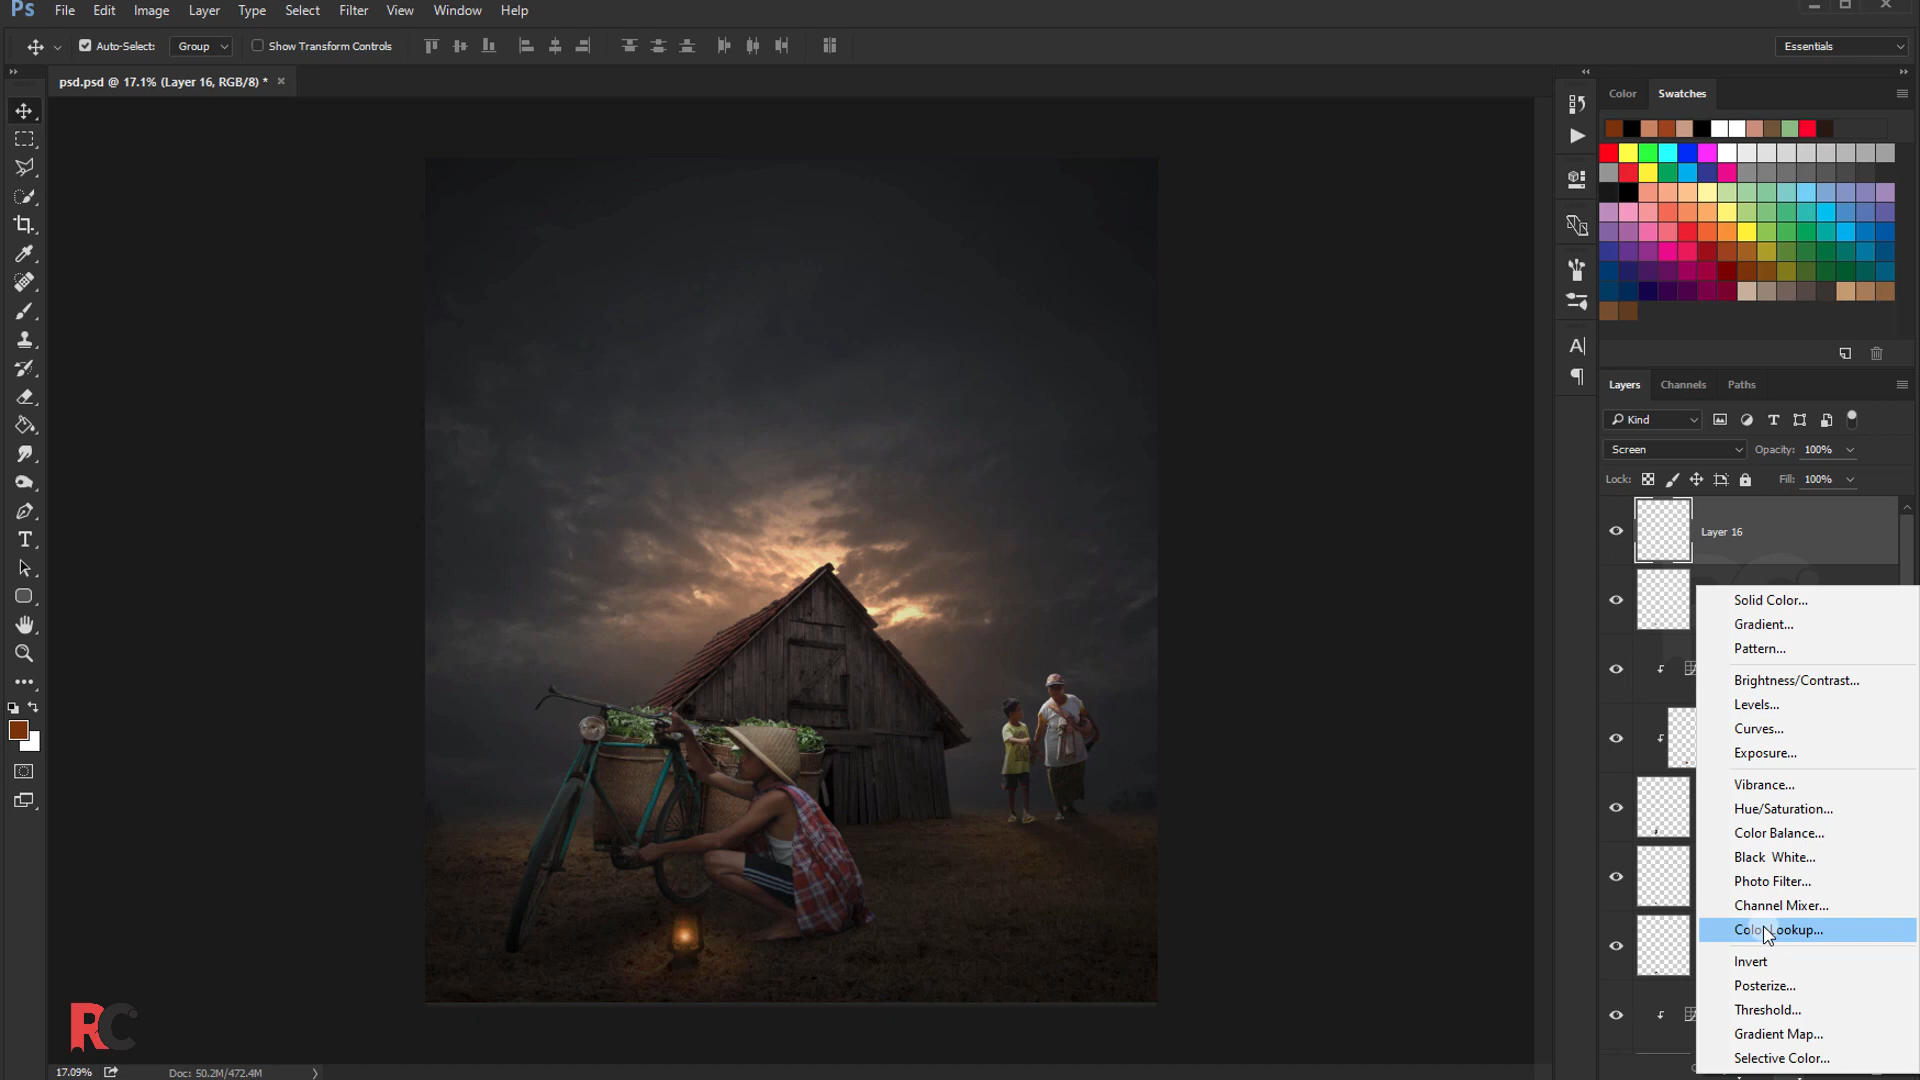 Ps File Edit Image Layer Type Select Filter View Window Help
Auto-Select: Group Show Transform Controls Essentials
psd.psd @ 17.1% (Layer 16, RGB/8) *
Color Swatches
Layers Channels Paths
Kind
Screen Opacity: 100%
Lock: Fill: 100%
Layer 16
Solid Color...
Gradient...
Pattern...
Brightness/Contrast...
Levels...
Curves...
Exposure...
Vibrance...
Hue/Saturation...
Color Balance...
Black  White...
Photo Filter...
Channel Mixer...
Color Lookup...
Invert
Posterize...
Threshold...
Gradient Map...
Selective Color...
RC
17.09% Doc: 50.2M/472.4M